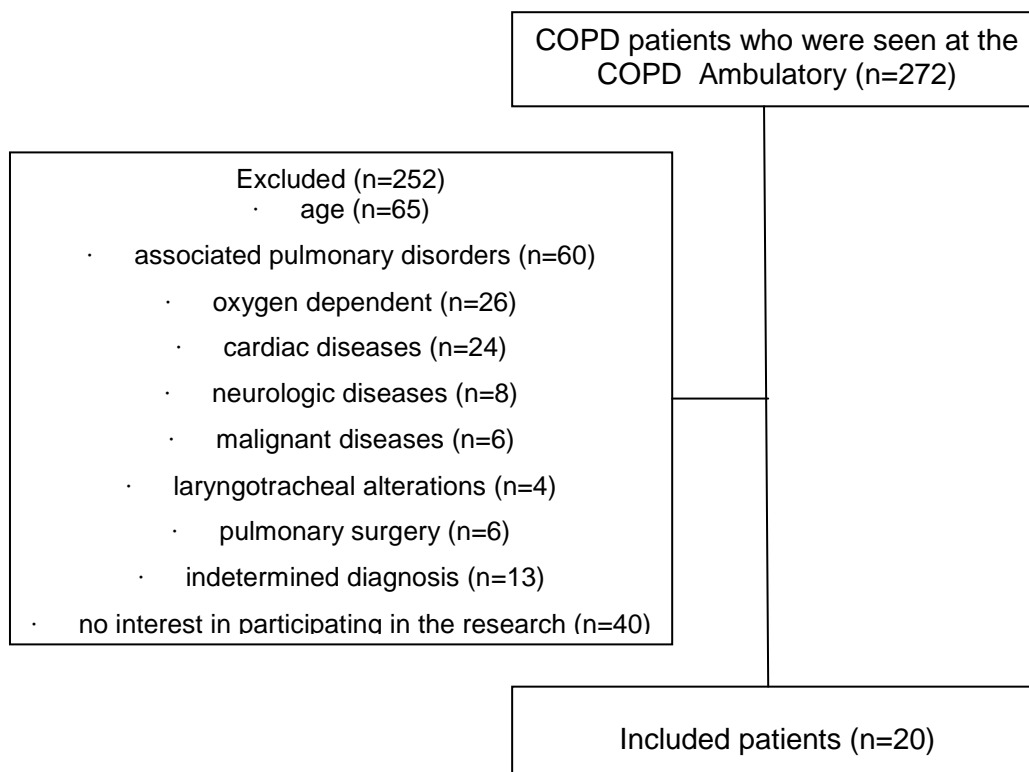 COPD patients who were seen at the
COPD Ambulatory (n=272)
Excluded (n=252)
· age (n=65)
· associated pulmonary disorders (n=60)
· oxygen dependent (n=26)
· cardiac diseases (n=24)
· neurologic diseases (n=8)
· malignant diseases (n=6)
· laryngotracheal alterations (n=4)
· pulmonary surgery (n=6)
· indetermined diagnosis (n=13)
· no interest in participating in the research (n=40)
Included patients (n=20)